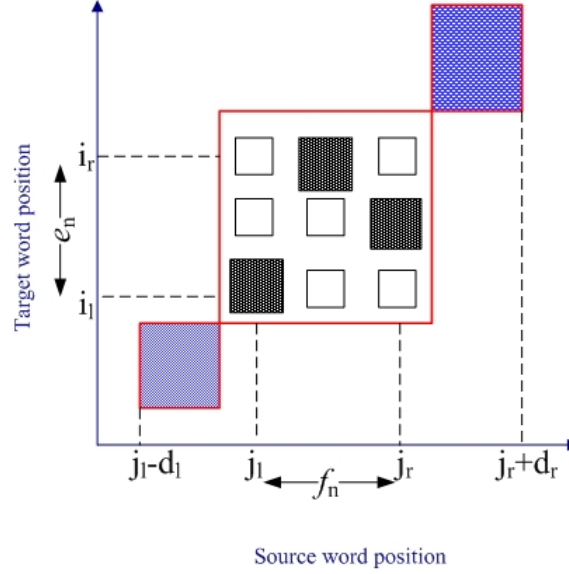 Target word position
i_r
e_n
i_l
j_l-d_l
j_l
j_r
j_r+d_r
f_n
Source word position